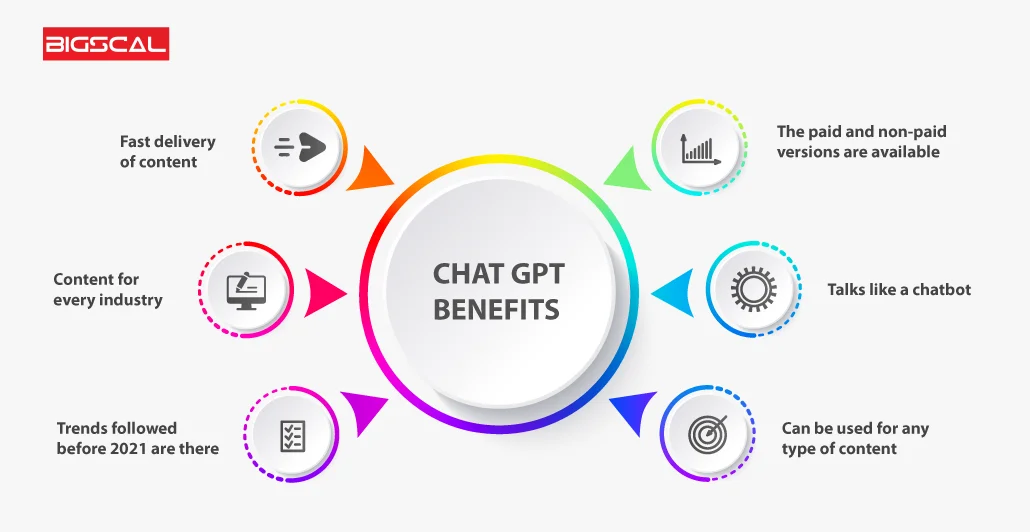 BIGSCAL
Fast delivery
of content
The paid and non-paid
versions are available
Content for
every industry
CHAT GPT
BENEFITS
Talks like a chatbot
Trends followed
before 2021 are there
Can be used for any
type of content